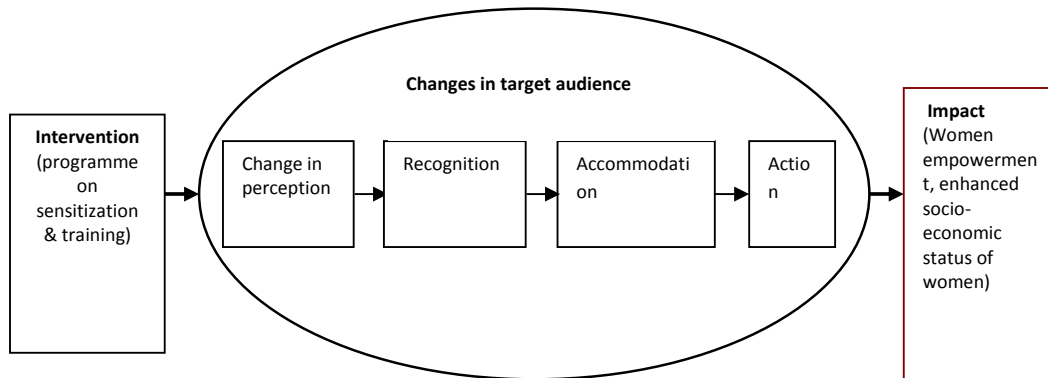 Changes in target audience
Intervention
(programme
on
sensitization
& training)
Change in
perception
Recognition
Accommodati
on
Actio
n
Impact
(Women
empowermen
t, enhanced
socio-
economic
status of
women)